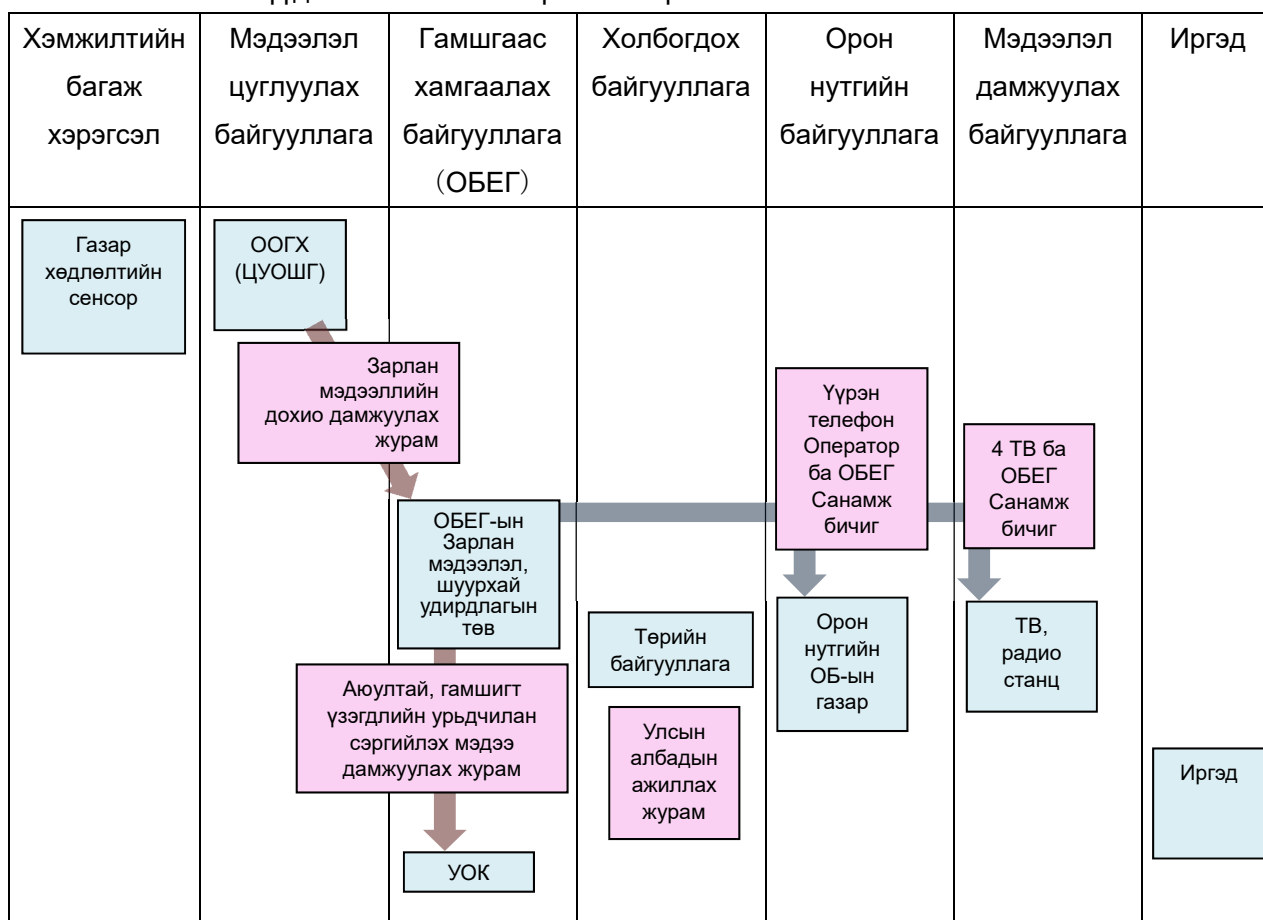 Хэмжилтийн
багаж
хэрэгсэл
Мэдээлэл
цуглуулах
байгууллага
Гамшгаас
хамгаалах
байгууллага
（ОБЕГ）
Холбогдох
байгууллага
Орон
нутгийн
байгууллага
Мэдээлэл
дамжуулах
байгууллага
Иргэд
Газар
хөдлөлтийн
сенсор
ООГХ
(ЦУОШГ)
Зарлан
мэдээллийн
дохио дамжуулах
журам
Үүрэн
телефон
Оператор
ба ОБЕГ
Санамж
бичиг
4 ТВ ба
ОБЕГ
Санамж
бичиг
ОБЕГ-ын
Зарлан
мэдээлэл,
шуурхай
удирдлагын
төв
Төрийн
байгууллага
Орон
нутгийн
ОБ-ын
газар
ТВ,
радио
станц
Аюултай, гамшигт
үзэгдлийн урьдчилан
сэргийлэх мэдээ
дамжуулах журам
Улсын
албадын
ажиллах
журам
Иргэд
УОК